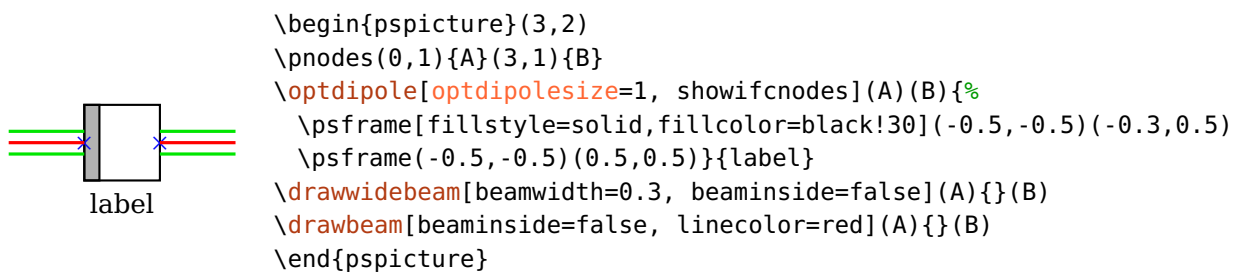 \begin{pspicture}(3,2)
\pnodes(0,1){A}(3,1){B}
\optdipole[optdipolesize=1, showifcnodes](A)(B){%
 \psframe[fillstyle=solid,fillcolor=black!30](-0.5,-0.5)(-0.3,0.5)
 \psframe(-0.5,-0.5)(0.5,0.5)}{label}
\drawwidebeam[beamwidth=0.3, beaminside=false](A){}(B)
\drawbeam[beaminside=false, linecolor=red](A){}(B)
\end{pspicture}
label